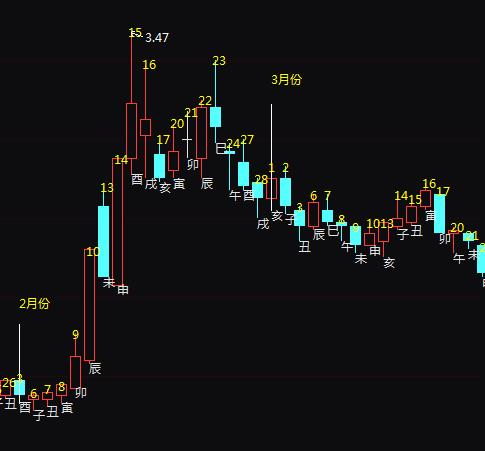 15
3.47
16
23
3月份
22
21
20
17
24
27
巳
14
13
卯
28
1
2
酉
戌
亥
寅
辰
午
酉
戌
亥
子
丑
3
6
7
8
9
10
13
14
15
16
17
20
21
辰
巳
午
未
申
亥
子
丑
寅
卯
午
未
未
申
10
2月份
9
辰
26
3
6
7
8
卯
丑
酉
子
丑
寅